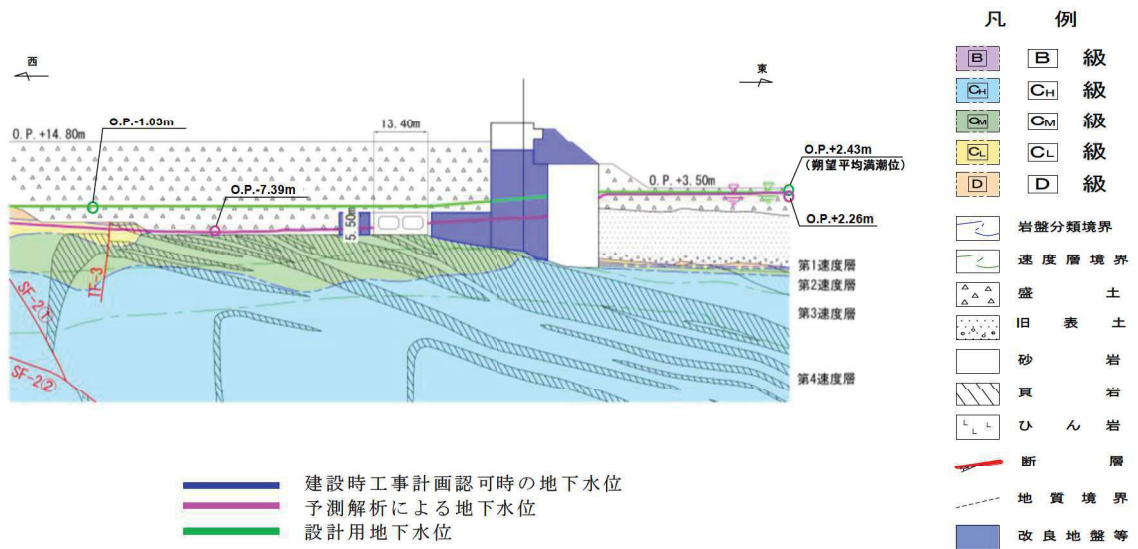 西
東
O.P.-1.03m
13.40m
O.P.+14.80m
O.P.+2.43m
(朔望平均満潮位)
O.P.-7.39m
O.P.+3.50m
O.P.+2.26m
5.50m
TF-3
SF-2①
SF-2②
第1速度層
第2速度層
第3速度層
第4速度層
凡 例
B B 級
CH CH 級
CM CM 級
CL CL 級
D D 級
岩盤分類境界
速度層境界
盛土
旧表土
砂岩
頁岩
ひん岩
断層
地質境界
改良地盤等
建設時工事計画認可時の地下水位
予測解析による地下水位
設計用地下水位